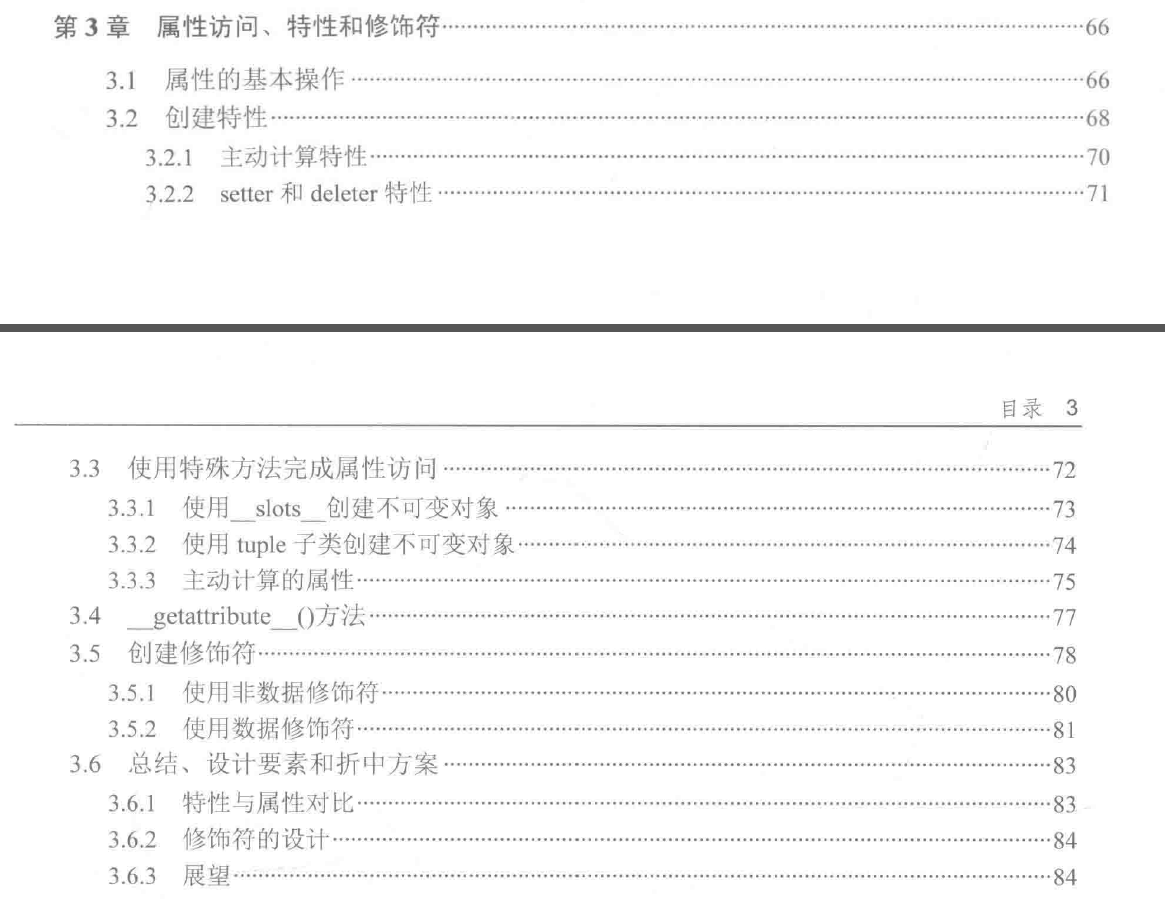 第 3 章 属性访问、特性和修饰符……66
3.1 属性的基本操作……66
3.2 创建特性……68
3.2.1 主动计算特性……70
3.2.2 setter 和 deleter 特性……71
目录 3
3.3 使用特殊方法完成属性访问……72
3.3.1 使用__slots__创建不可变对象……73
3.3.2 使用 tuple 子类创建不可变对象……74
3.3.3 主动计算的属性……75
3.4 __getattribute__()方法……77
3.5 创建修饰符……78
3.5.1 使用非数据修饰符……80
3.5.2 使用数据修饰符……81
3.6 总结、设计要素和折中方案……83
3.6.1 特性与属性对比……83
3.6.2 修饰符的设计……84
3.6.3 展望……84